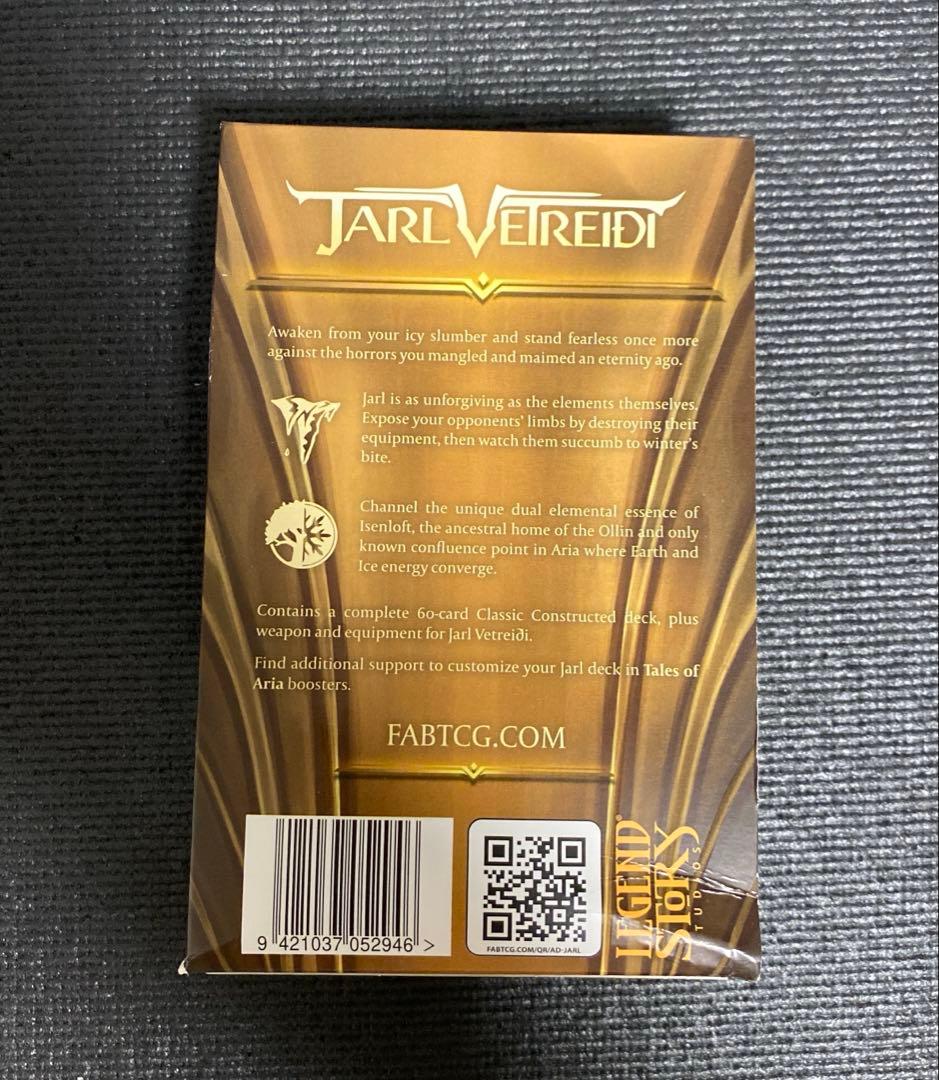 JARL VETREIÐI
Awaken from your icy slumber and stand fearless once more
against the horrors you mangled and maimed an eternity ago.
Jarl is as unforgiving as the elements themselves.
Expose your opponents' limbs by destroying their
equipment, then watch them succumb to winter's
bite.
Channel the unique dual elemental essence of
Isenloft, the ancestral home of the Ollin and only
known confluence point in Aria where Earth and
Ice energy converge.
Contains a complete 60-card Classic Constructed deck, plus
weapon and equipment for Jarl Vetreiði.
Find additional support to customize your Jarl deck in Tales of
Aria boosters.
FABTCG.COM
9 421037 052946 >
FABTCG.COM/QR/AD-JARL
LEGEND®
STORY
STUDIOS